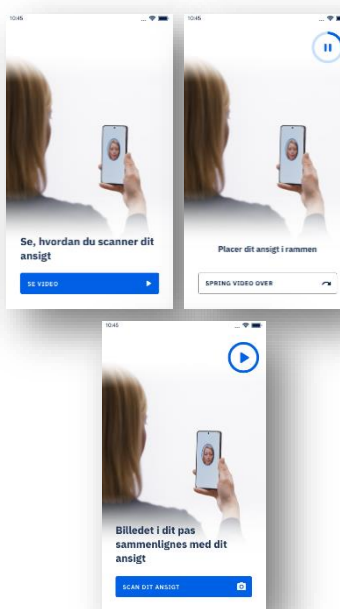 10:45
Se, hvordan du scanner dit
ansigt
SE VIDEO
10:45
Placer dit ansigt i rammen
SPRING VIDEO OVER
10:45
Billedet i dit pas
sammenlignes med dit
ansigt
SCAN DIT ANSIGT